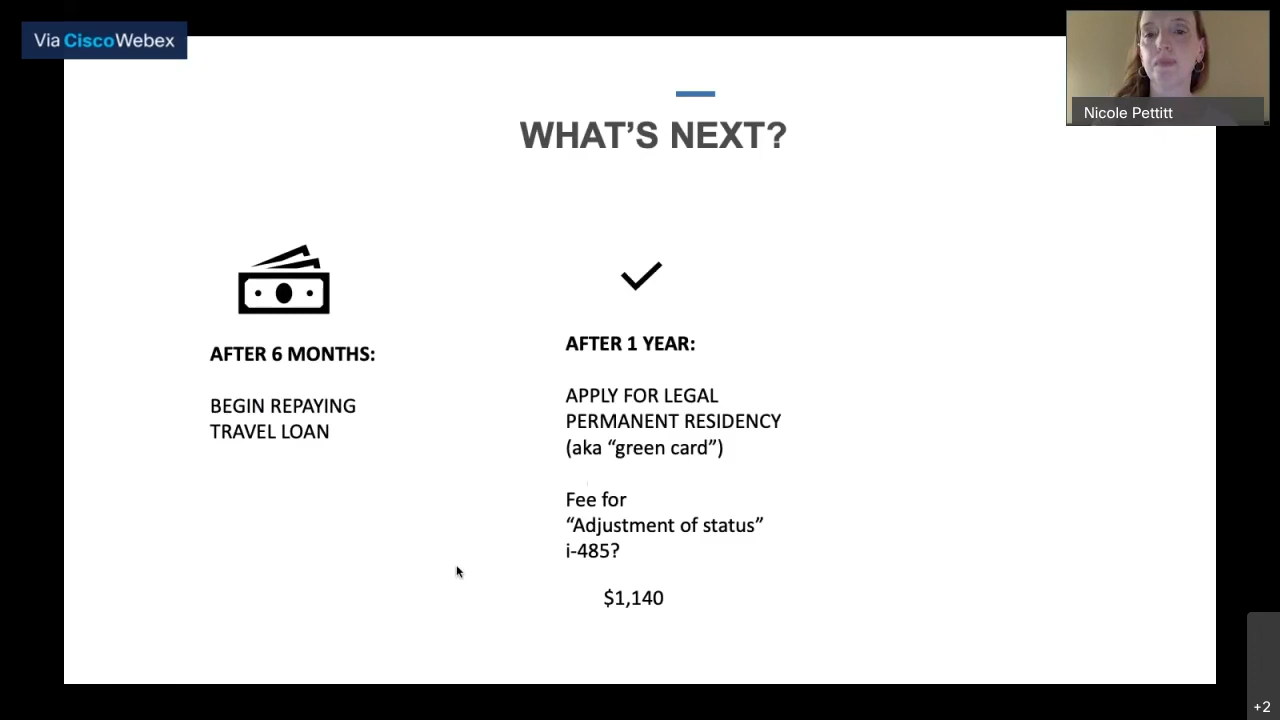 Via CiscoWebex
Nicole Pettitt
WHAT’S NEXT?
AFTER 6 MONTHS:
BEGIN REPAYING
TRAVEL LOAN
AFTER 1 YEAR:
APPLY FOR LEGAL
PERMANENT RESIDENCY
(aka “green card”)
Fee for
“Adjustment of status”
i-485?
$1,140
+2